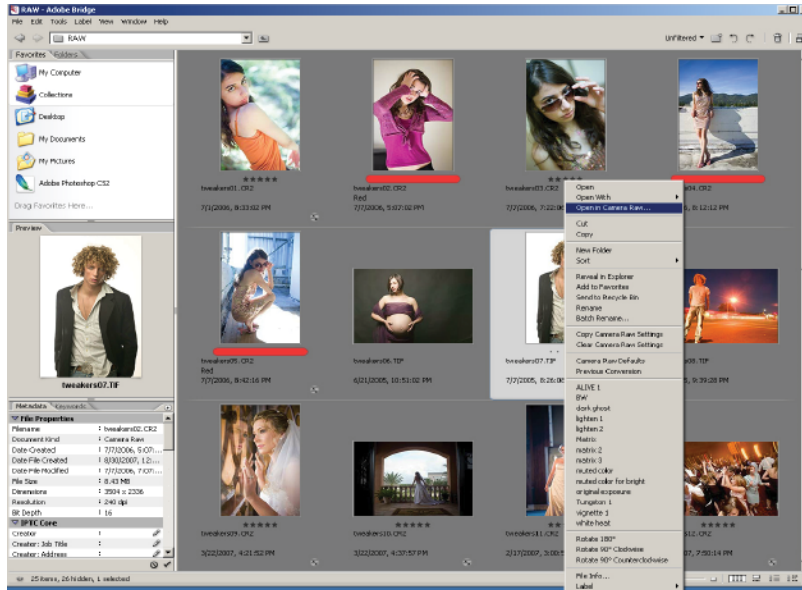 RAW - Adobe Bridge
File Edit Tools Label View Window Help
RAW
Unfiltered
Favorites Folders
My Computer
Collections
Desktop
My Documents
My Pictures
Adobe Photoshop CS2
Drag Favorites Here...
Preview
tweakers07.TIF
Metadata Keywords
File Properties
Filename : tweakers02.CR2
Document Kind : Camera Raw
Date Created : 7/7/2006, 5:07:...
Date File Created : 8/30/2007, 12:...
Date File Modified : 7/7/2006, 7:07:...
File Size : 8.43 MB
Dimensions : 3504 x 2336
Resolution : 240 dpi
Bit Depth : 16
IPTC Core
Creator :
Creator: Job Title :
Creator: Address :
25 items, 26 hidden, 1 selected
★★★★★
tweakers01.CR2
7/1/2006, 8:33:02 PM
tweakers02.CR2
Red
7/7/2006, 5:07:02 PM
tweakers03.CR2
7/7/2006, 7:22:0
04.CR2
, 8:12:12 PM
tweakers05.CR2
Red
7/7/2006, 8:42:16 PM
tweakers06.TIF
6/21/2005, 10:51:02 PM
tweakers07.TIF
7/7/2005, 8:26:0
08.TIF
5, 9:39:28 PM
★★★★★
tweakers09.CR2
3/22/2007, 4:21:52 PM
★★★★★
tweakers10.CR2
3/22/2007, 4:37:57 PM
tweakers11.CR2
2/17/2007, 3:00:5
★★★★★
12.CR2
07, 7:50:14 PM
Open
Open With
Open in Camera Raw...
Cut
Copy
New Folder
Sort
Reveal in Explorer
Add to Favorites
Send to Recycle Bin
Rename
Batch Rename...
Copy Camera Raw Settings
Clear Camera Raw Settings
Camera Raw Defaults
Previous Conversion
ALIVE 1
BW
dark ghost
lighten 1
lighten 2
Matrix
matrix 2
matrix 3
muted color
muted color for bright
original exposure
Tungston 1
vignette 1
white heat
Rotate 180°
Rotate 90° Clockwise
Rotate 90° Counterclockwise
File Info...
Label